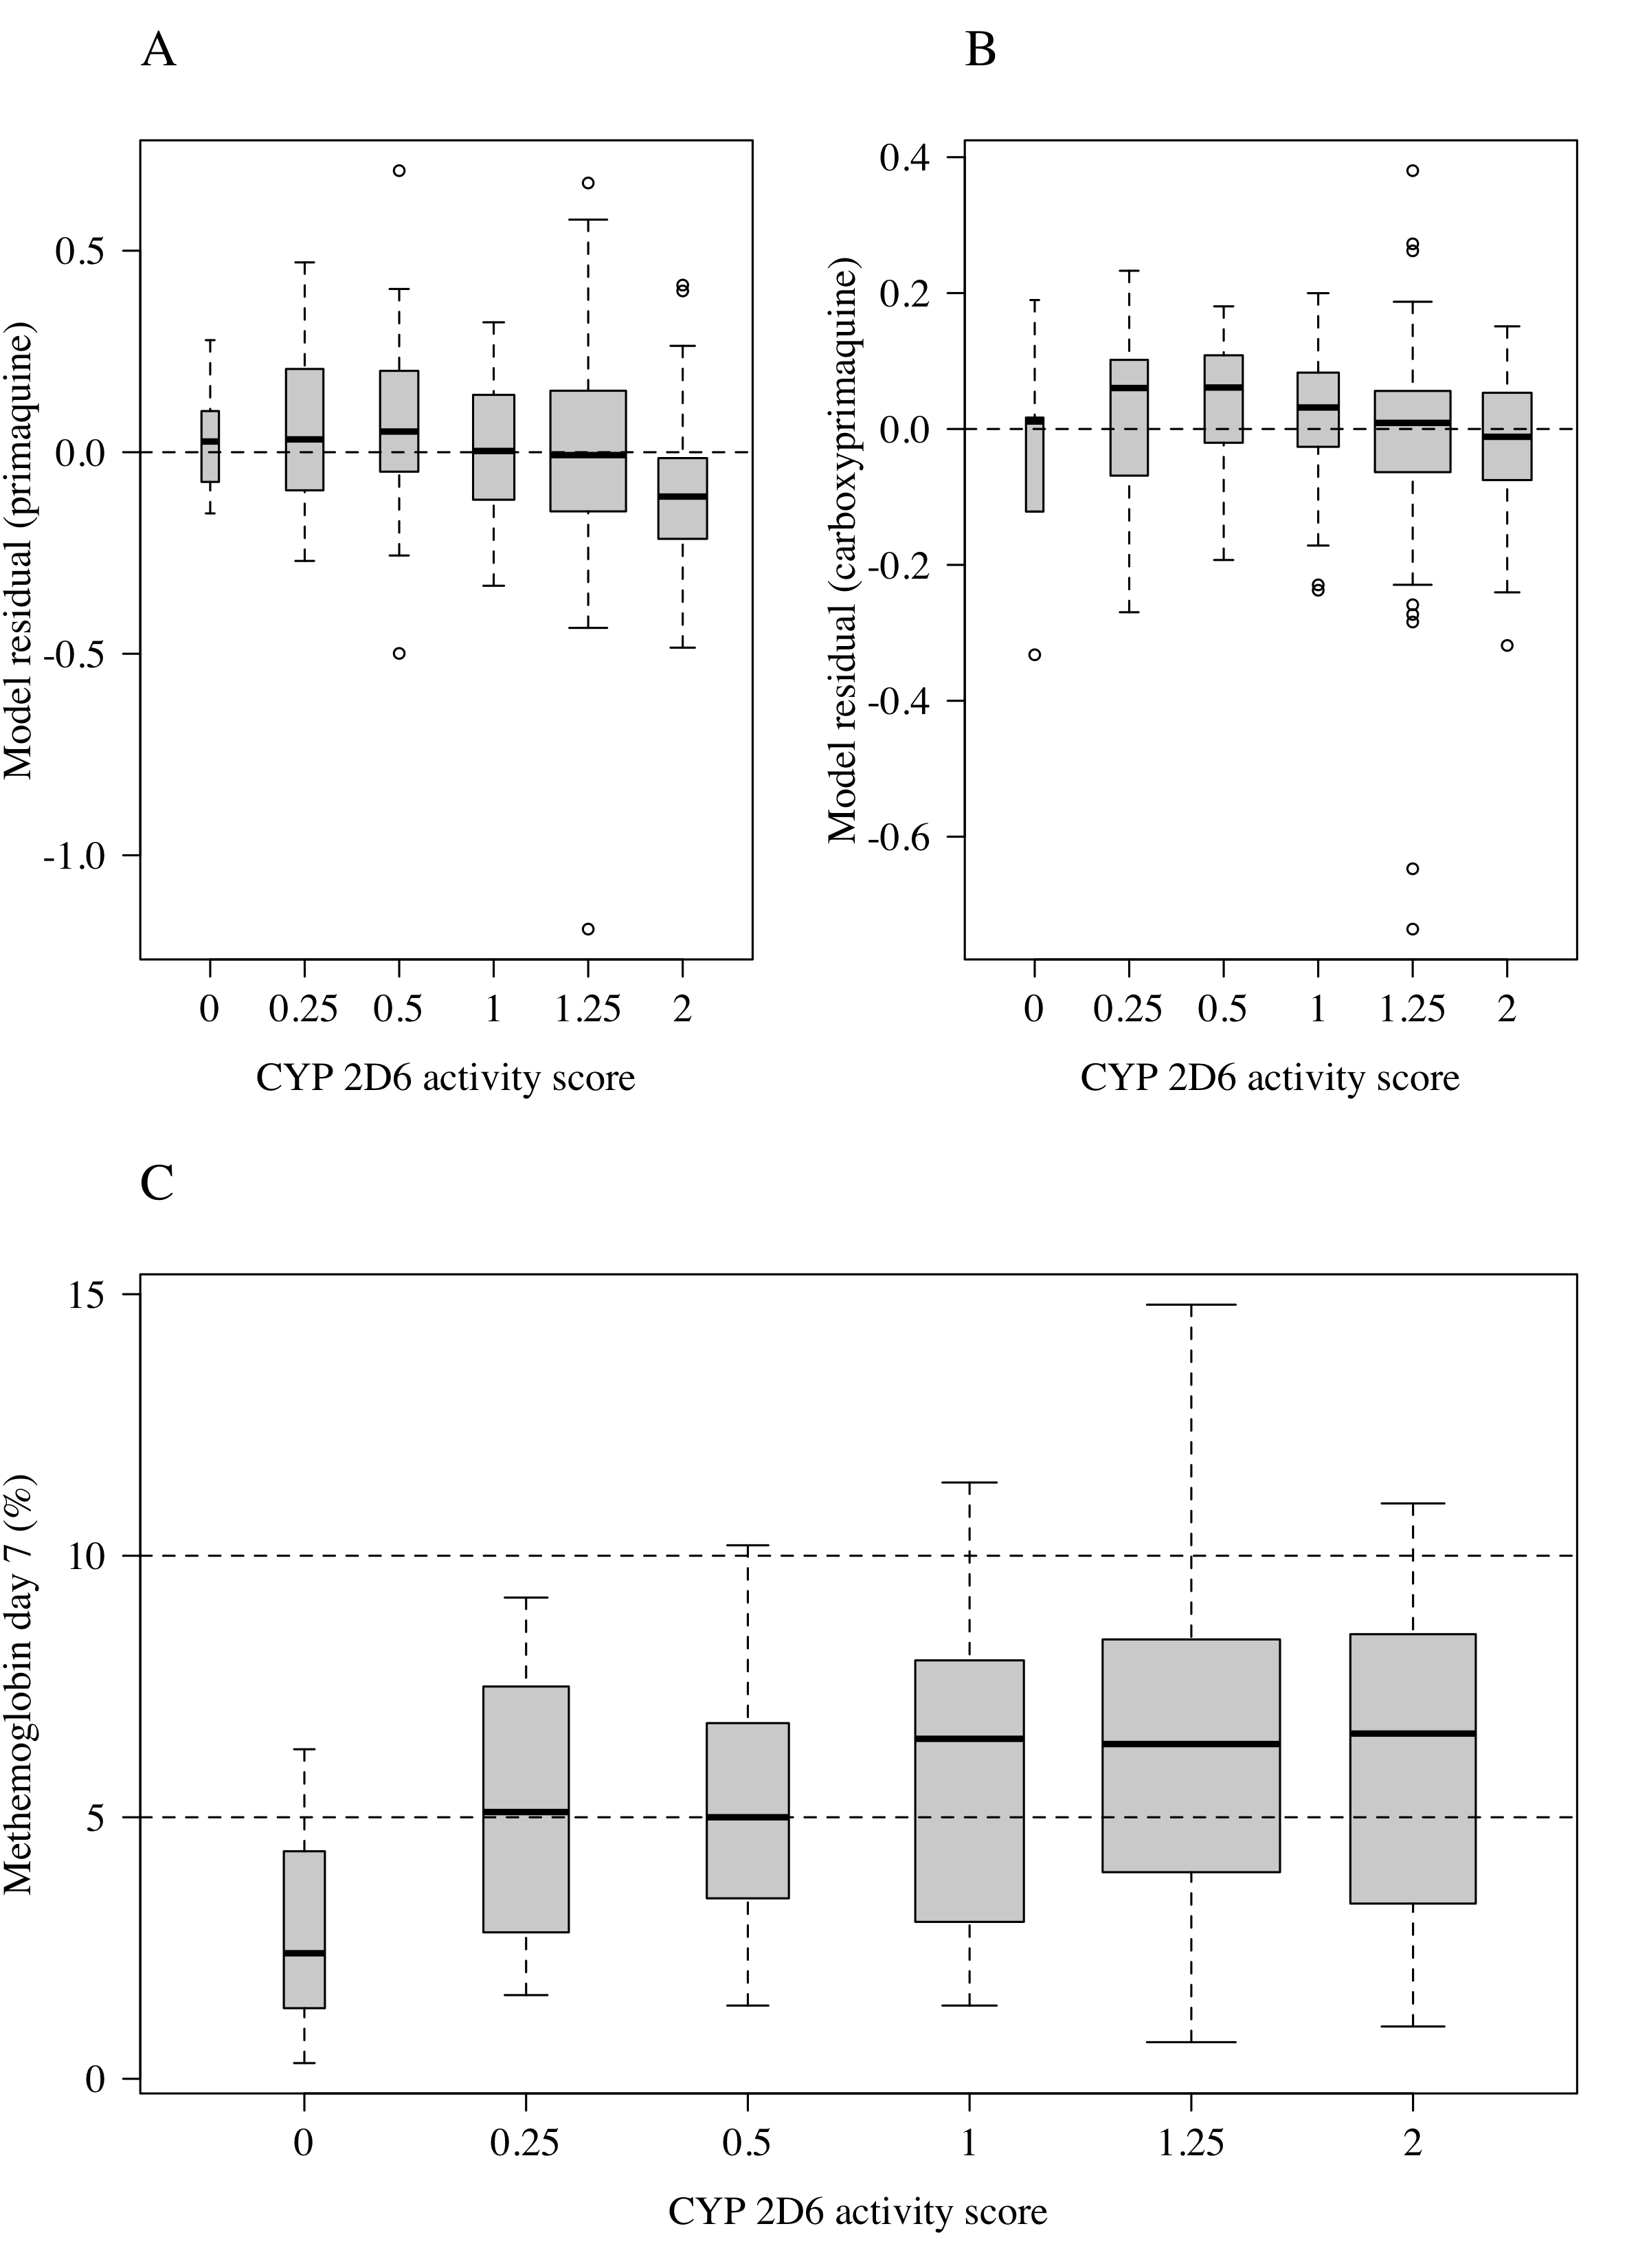 A
B
Model residual (primaquine)
0.5
0.0
-0.5
-1.0
0 0.25 0.5 1 1.25 2
CYP 2D6 activity score
Model residual (carboxyprimaquine)
0.4
0.2
0.0
-0.2
-0.4
-0.6
0 0.25 0.5 1 1.25 2
CYP 2D6 activity score
C
Methemoglobin day 7 (%)
15
10
5
0
0 0.25 0.5 1 1.25 2
CYP 2D6 activity score